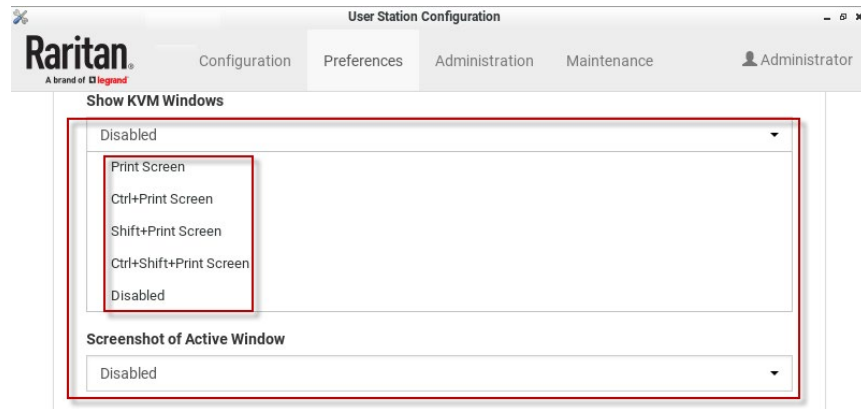 User Station Configuration
Raritan.
A brand of legrand
Configuration Preferences Administration Maintenance Administrator
Show KVM Windows
Disabled
Print Screen
Ctrl+Print Screen
Shift+Print Screen
Ctrl+Shift+Print Screen
Disabled
Screenshot of Active Window
Disabled